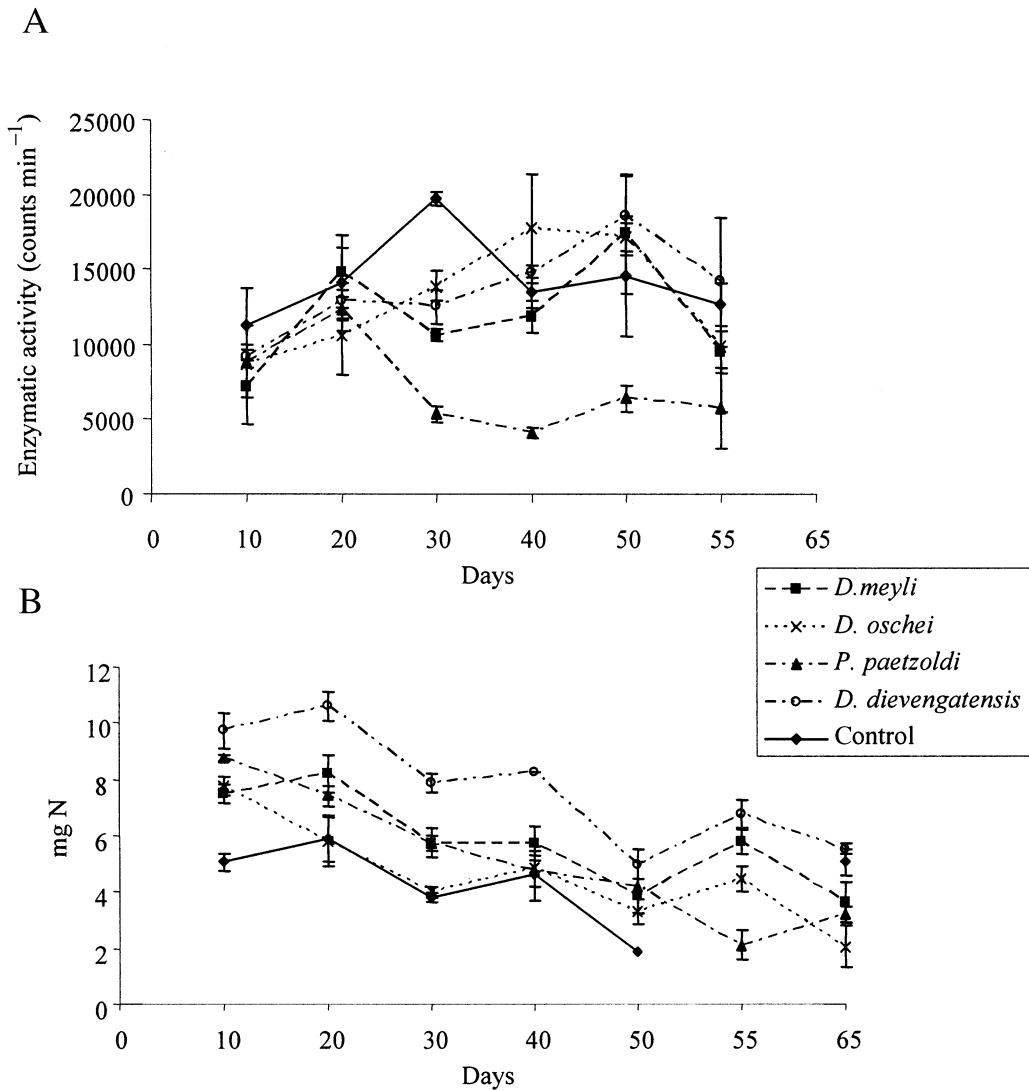 A
Enzymatic activity (counts min⁻¹)
25000
20000
15000
10000
5000
0
0 10 20 30 40 50 55 65
Days
B
D.meyli
D. oschei
P. paetzoldi
D. dievengatensis
Control
mg N
12
10
8
6
4
2
0
0 10 20 30 40 50 55 65
Days